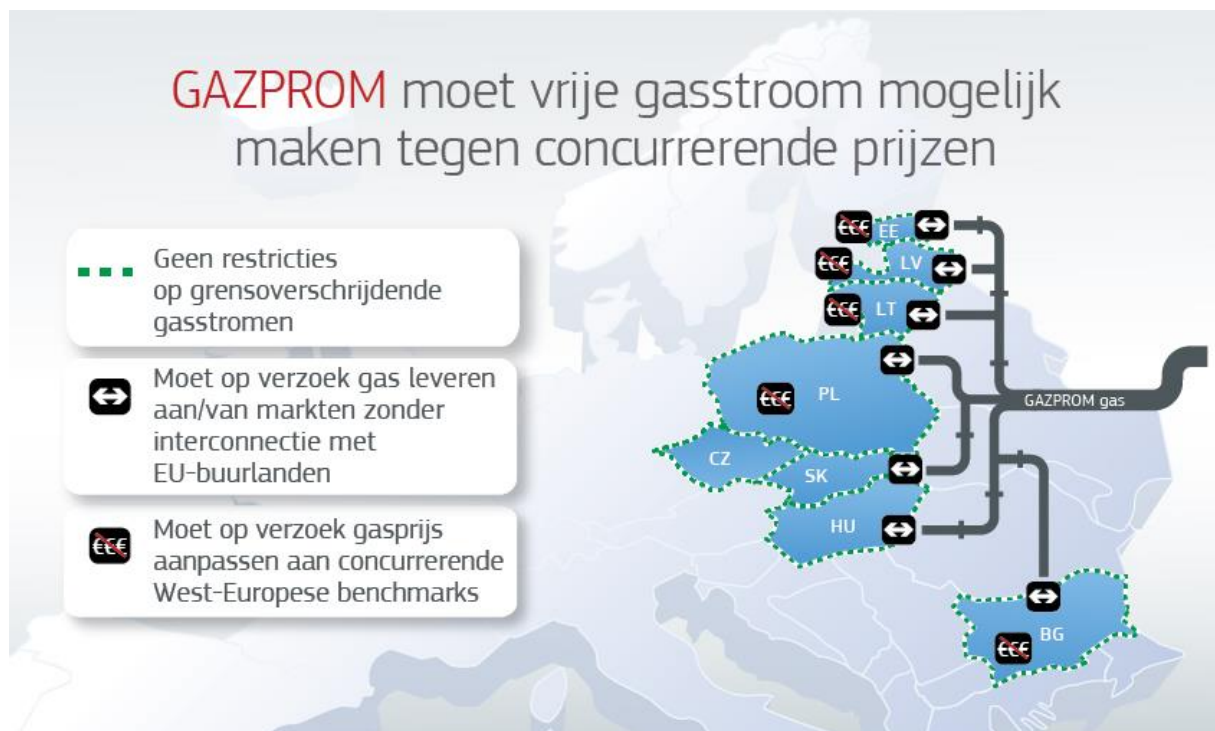 GAZPROM moet vrije gasstroom mogelijk
maken tegen concurrerende prijzen
Geen restricties
op grensoverschrijdende
gasstromen
Moet op verzoek gas leveren
aan/van markten zonder
interconnectie met
EU-buurlanden
€€€
Moet op verzoek gasprijs
aanpassen aan concurrerende
West-Europese benchmarks
€€€
EE
€€€
LV
€€€
LT
€€€
PL
GAZPROM gas
CZ
SK
HU
€€€
BG